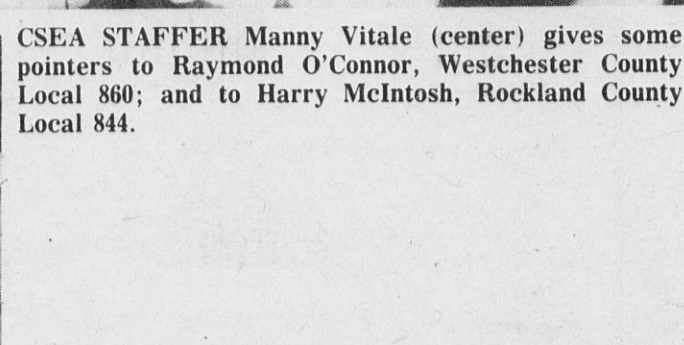 CSEA STAFFER Manny Vitale (center) gives some
pointers to Raymond O'Connor, Westchester County
Local 860; and to Harry McIntosh, Rockland County
Local 844.